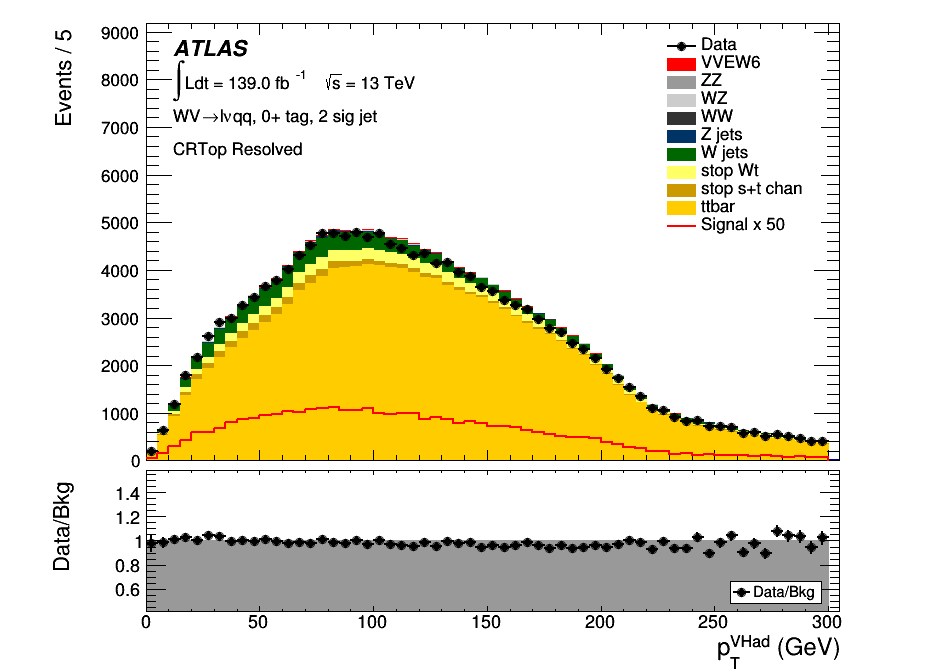 Events / 5
9000
8000
7000
6000
5000
4000
3000
2000
1000
0
ATLAS
∫Ldt = 139.0 fb⁻¹ √s = 13 TeV
WV→lνqq, 0+ tag, 2 sig jet
CRTop Resolved
Data
VVEW6
ZZ
WZ
WW
Z jets
W jets
stop Wt
stop s+t chan
ttbar
Signal x 50
Data/Bkg
1.4
1.2
1
0.8
0.6
Data/Bkg
0 50 100 150 200 250 300
p_T^VHad (GeV)